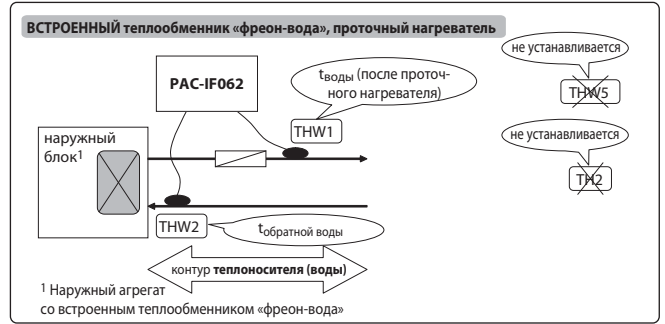 ВСТРОЕННЫЙ теплообменник «фреон-вода», проточный нагреватель
PAC-IF062
tводы (после проточ-
ного нагревателя)
THW1
не устанавливается
THW5
не устанавливается
TH2
наружный
блок1
THW2
tобратной воды
контур теплоносителя (воды)
1 Наружный агрегат
со встроенным теплообменником «фреон-вода»